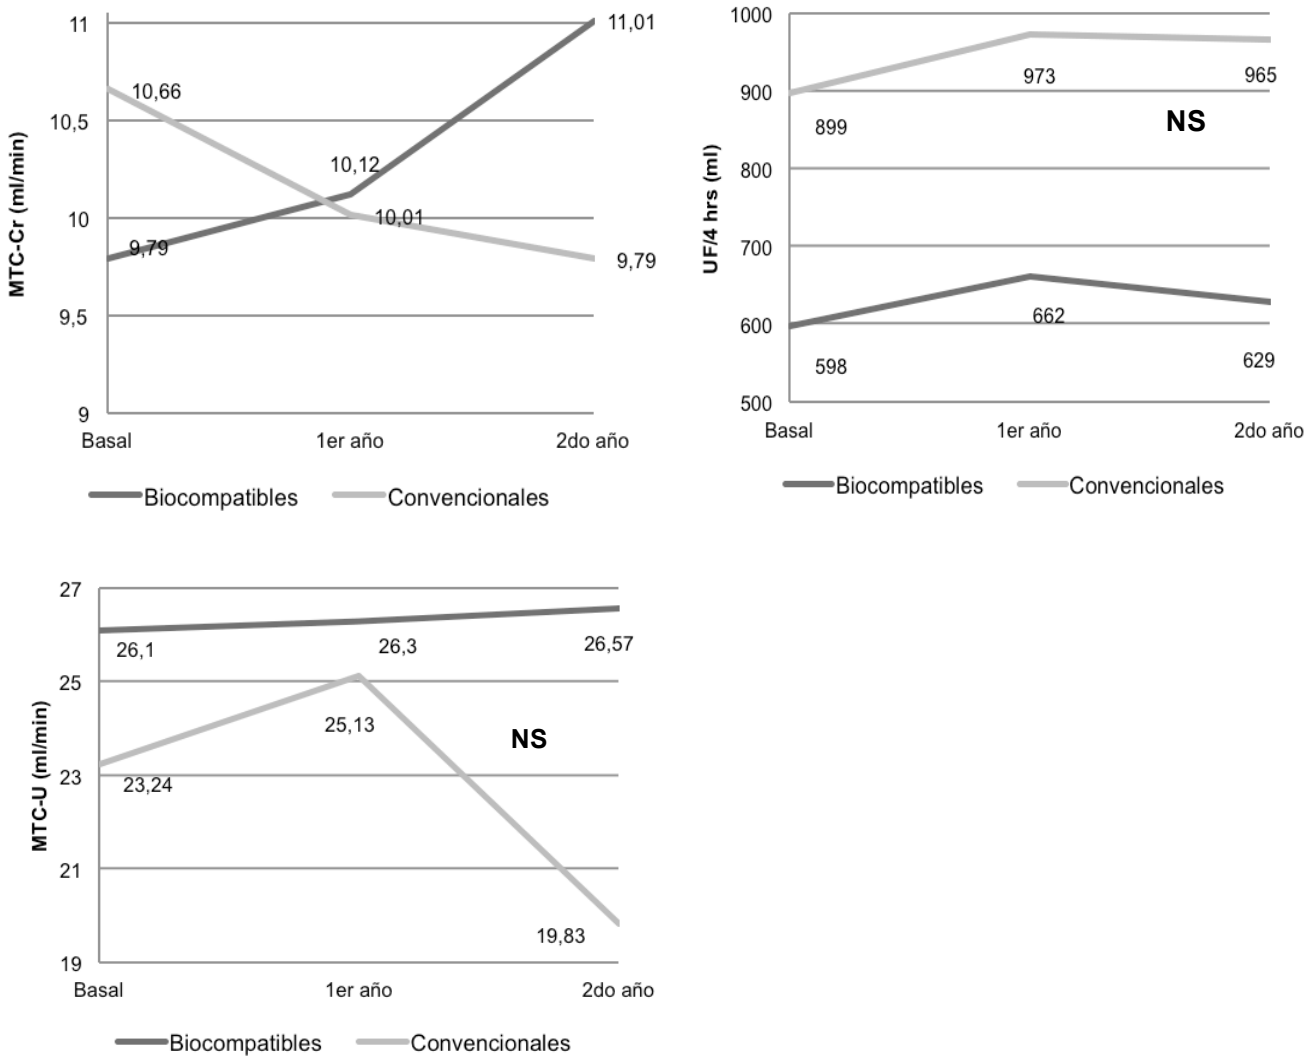 MTC-Cr (ml/min)
11
10,5
10
9,5
9
10,66
9,79
10,12
10,01
11,01
9,79
Basal
1er año
2do año
Biocompatibles
Convencionales
UF/4 hrs (ml)
1000
900
800
700
600
500
899
973
965
NS
598
662
629
Basal
1er año
2do año
Biocompatibles
Convencionales
MTC-U (ml/min)
27
25
23
21
19
26,1
26,3
26,57
23,24
25,13
NS
19,83
Basal
1er año
2do año
Biocompatibles
Convencionales